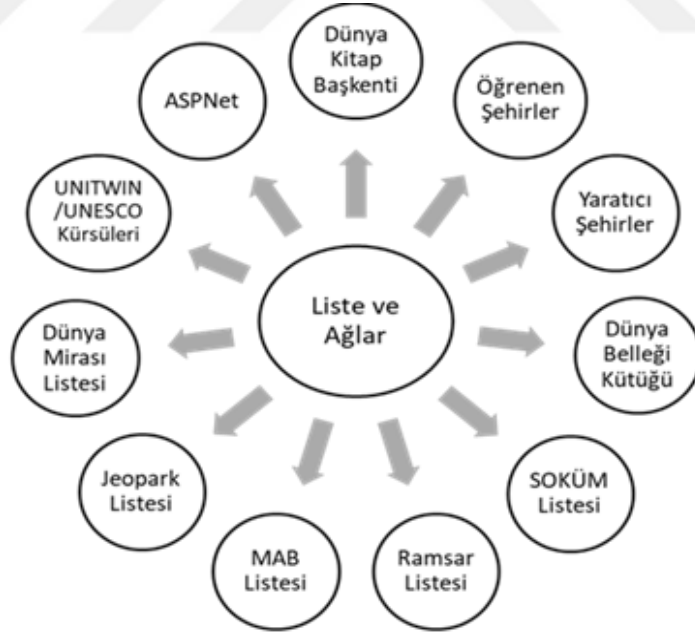 Dünya
Kitap
Başkenti
Öğrenen
Şehirler
Yaratıcı
Şehirler
Dünya
Belleği
Kütüğü
SOKÜM
Listesi
Ramsar
Listesi
MAB
Listesi
Jeopark
Listesi
Dünya
Mirası
Listesi
UNITWIN
/UNESCO
Kürsüleri
ASPNet
Liste ve
Ağlar